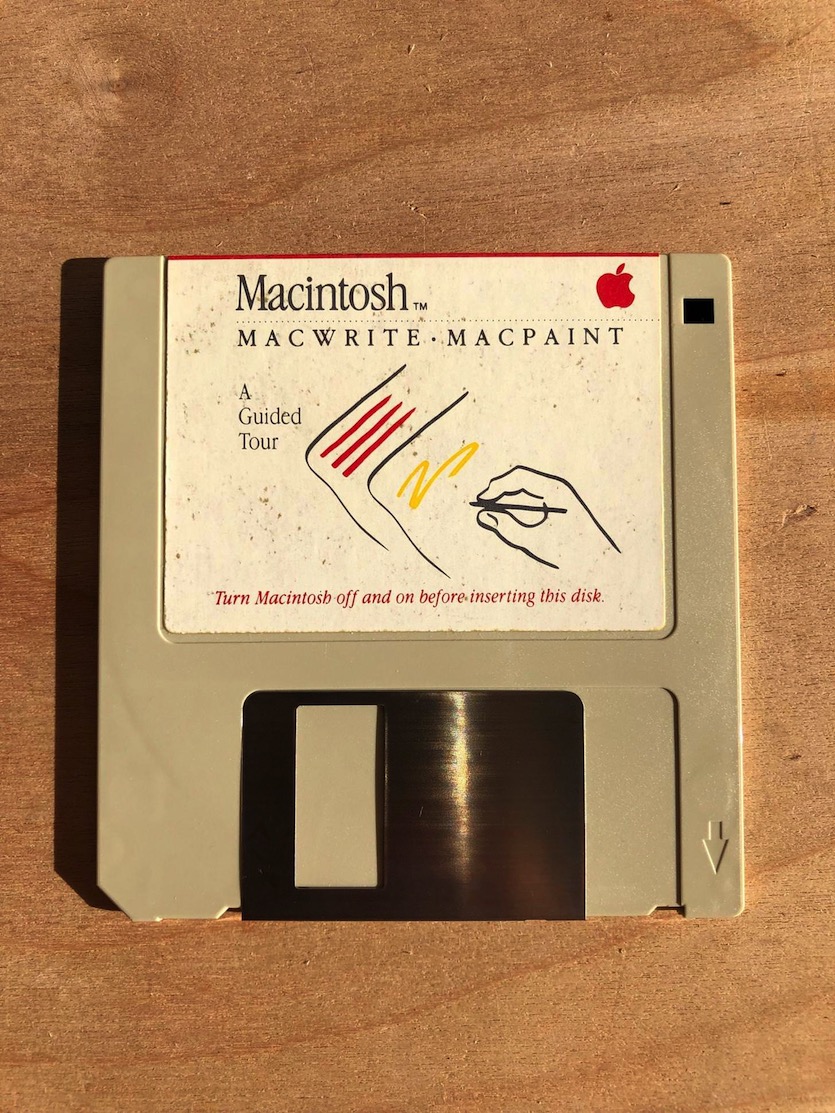 Macintosh™
MACWRITE·MACPAINT
A
Guided
Tour
Turn Macintosh off and on before inserting this disk.